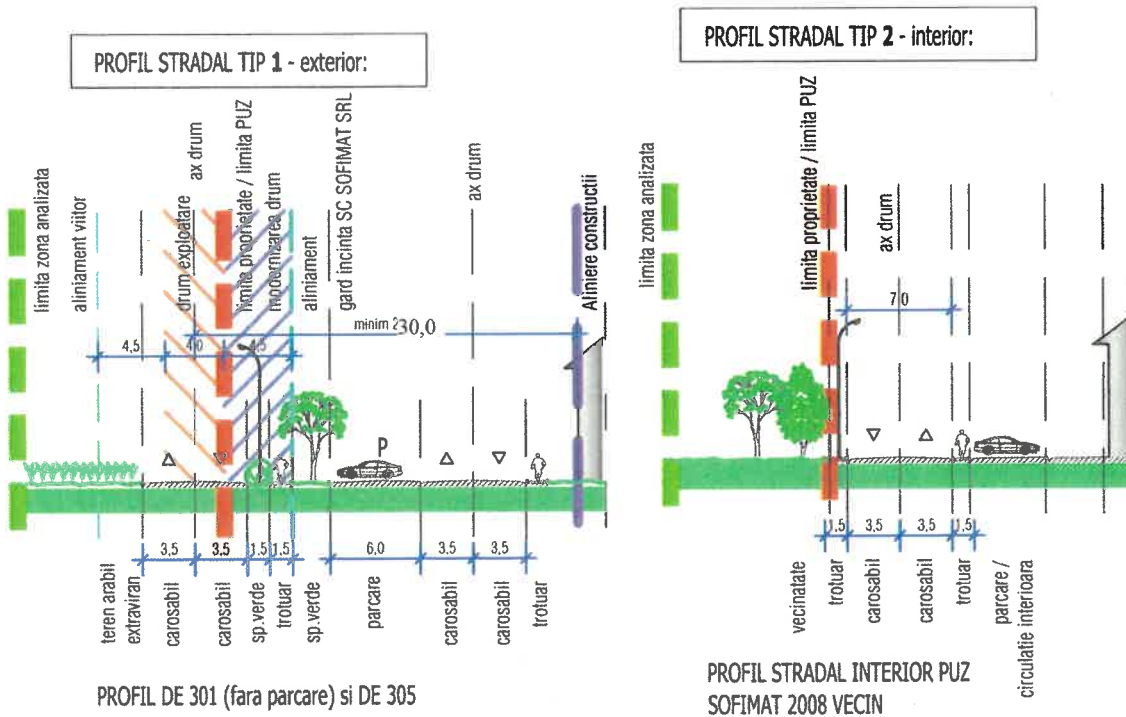 PROFIL STRADAL TIP 1 - exterior:
limita zona analizata
aliniament viitor
drum exploatare
ax drum
limita proprietate / limita PUZ
modernizarea drum
aliniament
gard incinta SC SOFIMAT SRL
ax drum
Aliniere constructii
minim 230,0
4,5
4,0
4,5
P
3,5
3,5
1,5
1,5
6,0
3,5
3,5
teren arabil
extraviran
carosabil
carosabil
sp.verde
trotuar
sp.verde
parcare
carosabil
carosabil
trotuar
PROFIL DE 301 (fara parcare) si DE 305
PROFIL STRADAL TIP 2 - interior:
limita zona analizata
limita proprietate / limita PUZ
ax drum
7,0
1,5
3,5
3,5
1,5
vecinatate
trotuar
carosabil
carosabil
trotuar
parcare /
circulatie interioara
PROFIL STRADAL INTERIOR PUZ
SOFIMAT 2008 VECIN